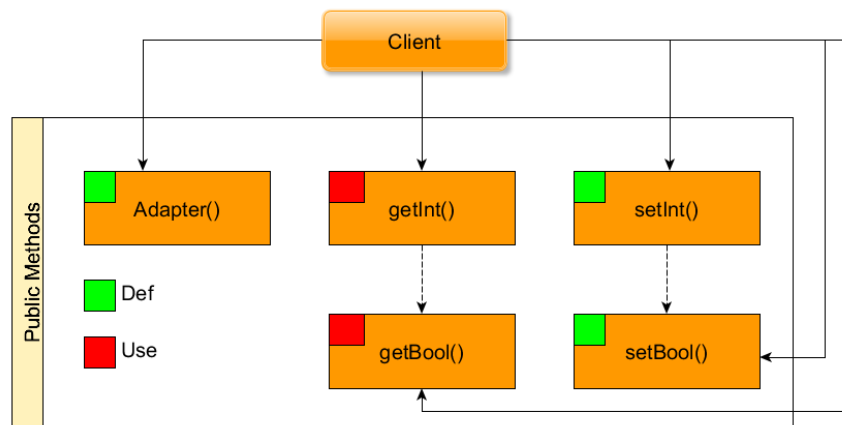 Client
Public Methods
Adapter()
getInt()
setInt()
Def
Use
getBool()
setBool()